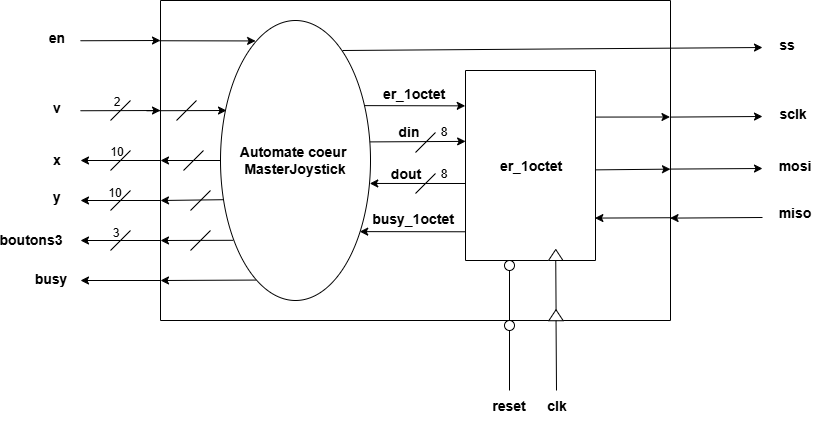 en
ss
v
2
er_1octet
sclk
din
8
x
10
Automate coeur
MasterJoystick
er_1octet
mosi
dout
8
y
10
busy_1octet
miso
boutons3
3
busy
reset
clk